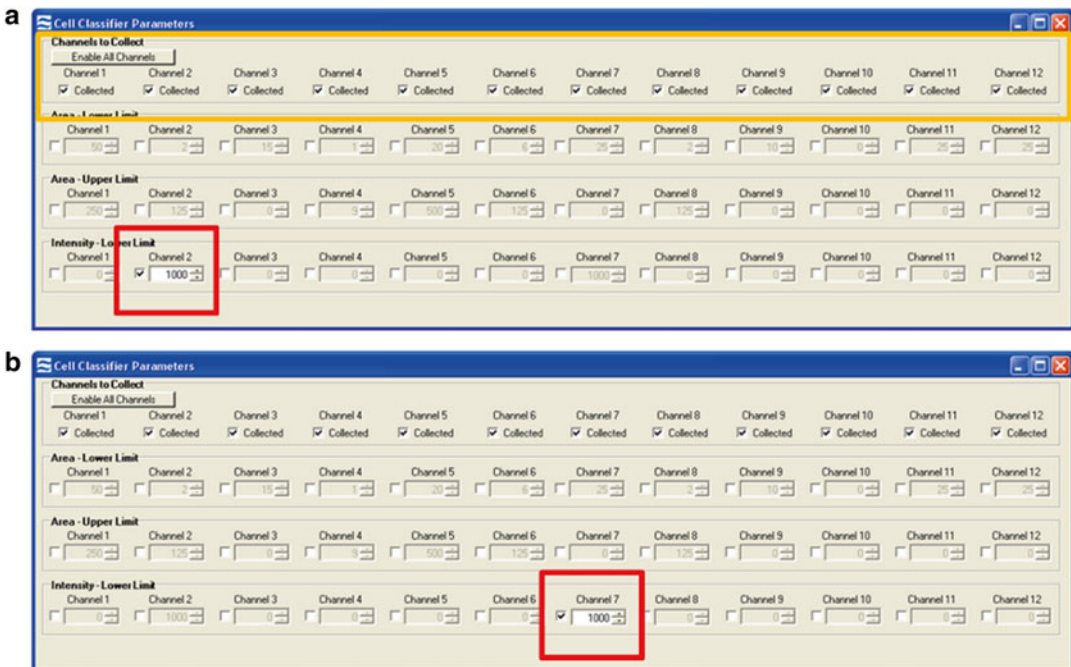 a
Cell Classifier Parameters
Channels to Collect
Enable All Channels
Channel 1 Channel 2 Channel 3 Channel 4 Channel 5 Channel 6 Channel 7 Channel 8 Channel 9 Channel 10 Channel 11 Channel 12
Collected Collected Collected Collected Collected Collected Collected Collected Collected Collected Collected Collected
Area - Lower Limit
Channel 1 Channel 2 Channel 3 Channel 4 Channel 5 Channel 6 Channel 7 Channel 8 Channel 9 Channel 10 Channel 11 Channel 12
50 2 15 1 20 6 25 2 10 0 25 25
Area - Upper Limit
Channel 1 Channel 2 Channel 3 Channel 4 Channel 5 Channel 6 Channel 7 Channel 8 Channel 9 Channel 10 Channel 11 Channel 12
250 125 0 9 500 125 0 125 0 0 0 0
Intensity - Lower Limit
Channel 1 Channel 2 Channel 3 Channel 4 Channel 5 Channel 6 Channel 7 Channel 8 Channel 9 Channel 10 Channel 11 Channel 12
0 1000 0 0 0 0 1000 0 0 0 0 0
b
Cell Classifier Parameters
Channels to Collect
Enable All Channels
Channel 1 Channel 2 Channel 3 Channel 4 Channel 5 Channel 6 Channel 7 Channel 8 Channel 9 Channel 10 Channel 11 Channel 12
Collected Collected Collected Collected Collected Collected Collected Collected Collected Collected Collected Collected
Area - Lower Limit
Channel 1 Channel 2 Channel 3 Channel 4 Channel 5 Channel 6 Channel 7 Channel 8 Channel 9 Channel 10 Channel 11 Channel 12
50 2 15 1 20 6 25 2 10 0 25 25
Area - Upper Limit
Channel 1 Channel 2 Channel 3 Channel 4 Channel 5 Channel 6 Channel 7 Channel 8 Channel 9 Channel 10 Channel 11 Channel 12
250 125 0 9 500 125 0 125 0 0 0 0
Intensity - Lower Limit
Channel 1 Channel 2 Channel 3 Channel 4 Channel 5 Channel 6 Channel 7 Channel 8 Channel 9 Channel 10 Channel 11 Channel 12
0 1000 0 0 0 0 1000 0 0 0 0 0